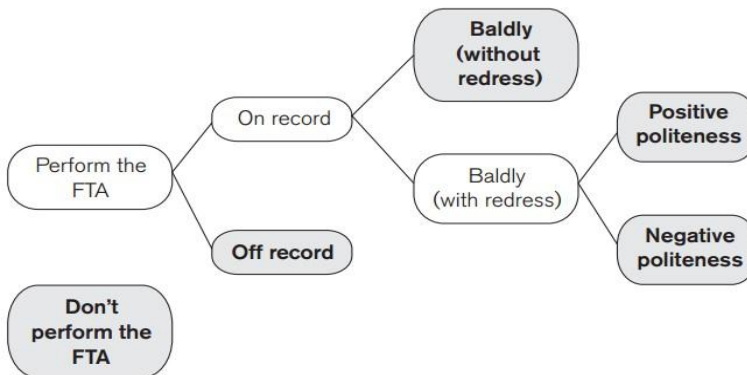 Baldly
(without
redress)
On record
Positive
politeness
Perform the
FTA
Baldly
(with redress)
Off record
Negative
politeness
Don't
perform the
FTA